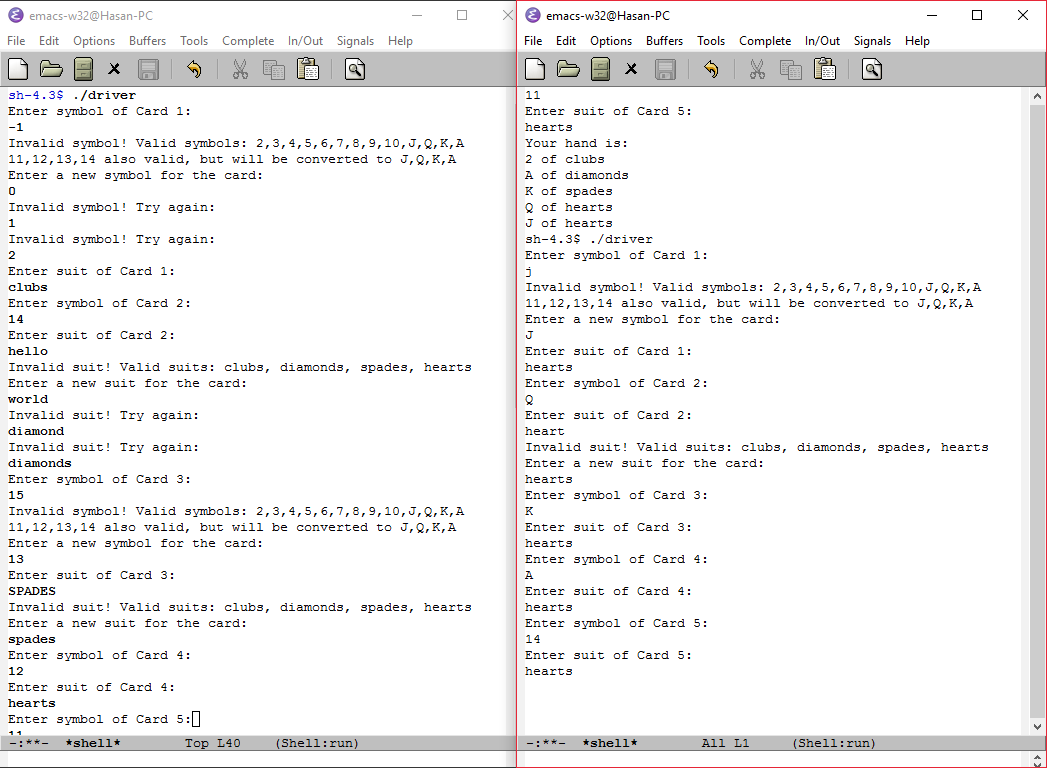 emacs-w32@Hasan-PC
File Edit Options Buffers Tools Complete In/Out Signals Help
sh-4.3$ ./driver
Enter symbol of Card 1:
-1
Invalid symbol! Valid symbols: 2,3,4,5,6,7,8,9,10,J,Q,K,A
11,12,13,14 also valid, but will be converted to J,Q,K,A
Enter a new symbol for the card:
0
Invalid symbol! Try again:
1
Invalid symbol! Try again:
2
Enter suit of Card 1:
clubs
Enter symbol of Card 2:
14
Enter suit of Card 2:
hello
Invalid suit! Valid suits: clubs, diamonds, spades, hearts
Enter a new suit for the card:
world
Invalid suit! Try again:
diamond
Invalid suit! Try again:
diamonds
Enter symbol of Card 3:
15
Invalid symbol! Valid symbols: 2,3,4,5,6,7,8,9,10,J,Q,K,A
11,12,13,14 also valid, but will be converted to J,Q,K,A
Enter a new symbol for the card:
13
Enter suit of Card 3:
SPADES
Invalid suit! Valid suits: clubs, diamonds, spades, hearts
Enter a new suit for the card:
spades
Enter symbol of Card 4:
12
Enter suit of Card 4:
hearts
Enter symbol of Card 5:
11
-:**- *shell* Top L40 (Shell:run)
emacs-w32@Hasan-PC
File Edit Options Buffers Tools Complete In/Out Signals Help
11
Enter suit of Card 5:
hearts
Your hand is:
2 of clubs
A of diamonds
K of spades
Q of hearts
J of hearts
sh-4.3$ ./driver
Enter symbol of Card 1:
j
Invalid symbol! Valid symbols: 2,3,4,5,6,7,8,9,10,J,Q,K,A
11,12,13,14 also valid, but will be converted to J,Q,K,A
Enter a new symbol for the card:
J
Enter suit of Card 1:
hearts
Enter symbol of Card 2:
Q
Enter suit of Card 2:
heart
Invalid suit! Valid suits: clubs, diamonds, spades, hearts
Enter a new suit for the card:
hearts
Enter symbol of Card 3:
K
Enter suit of Card 3:
hearts
Enter symbol of Card 4:
A
Enter suit of Card 4:
hearts
Enter symbol of Card 5:
14
Enter suit of Card 5:
hearts
-:**- *shell* All L1 (Shell:run)